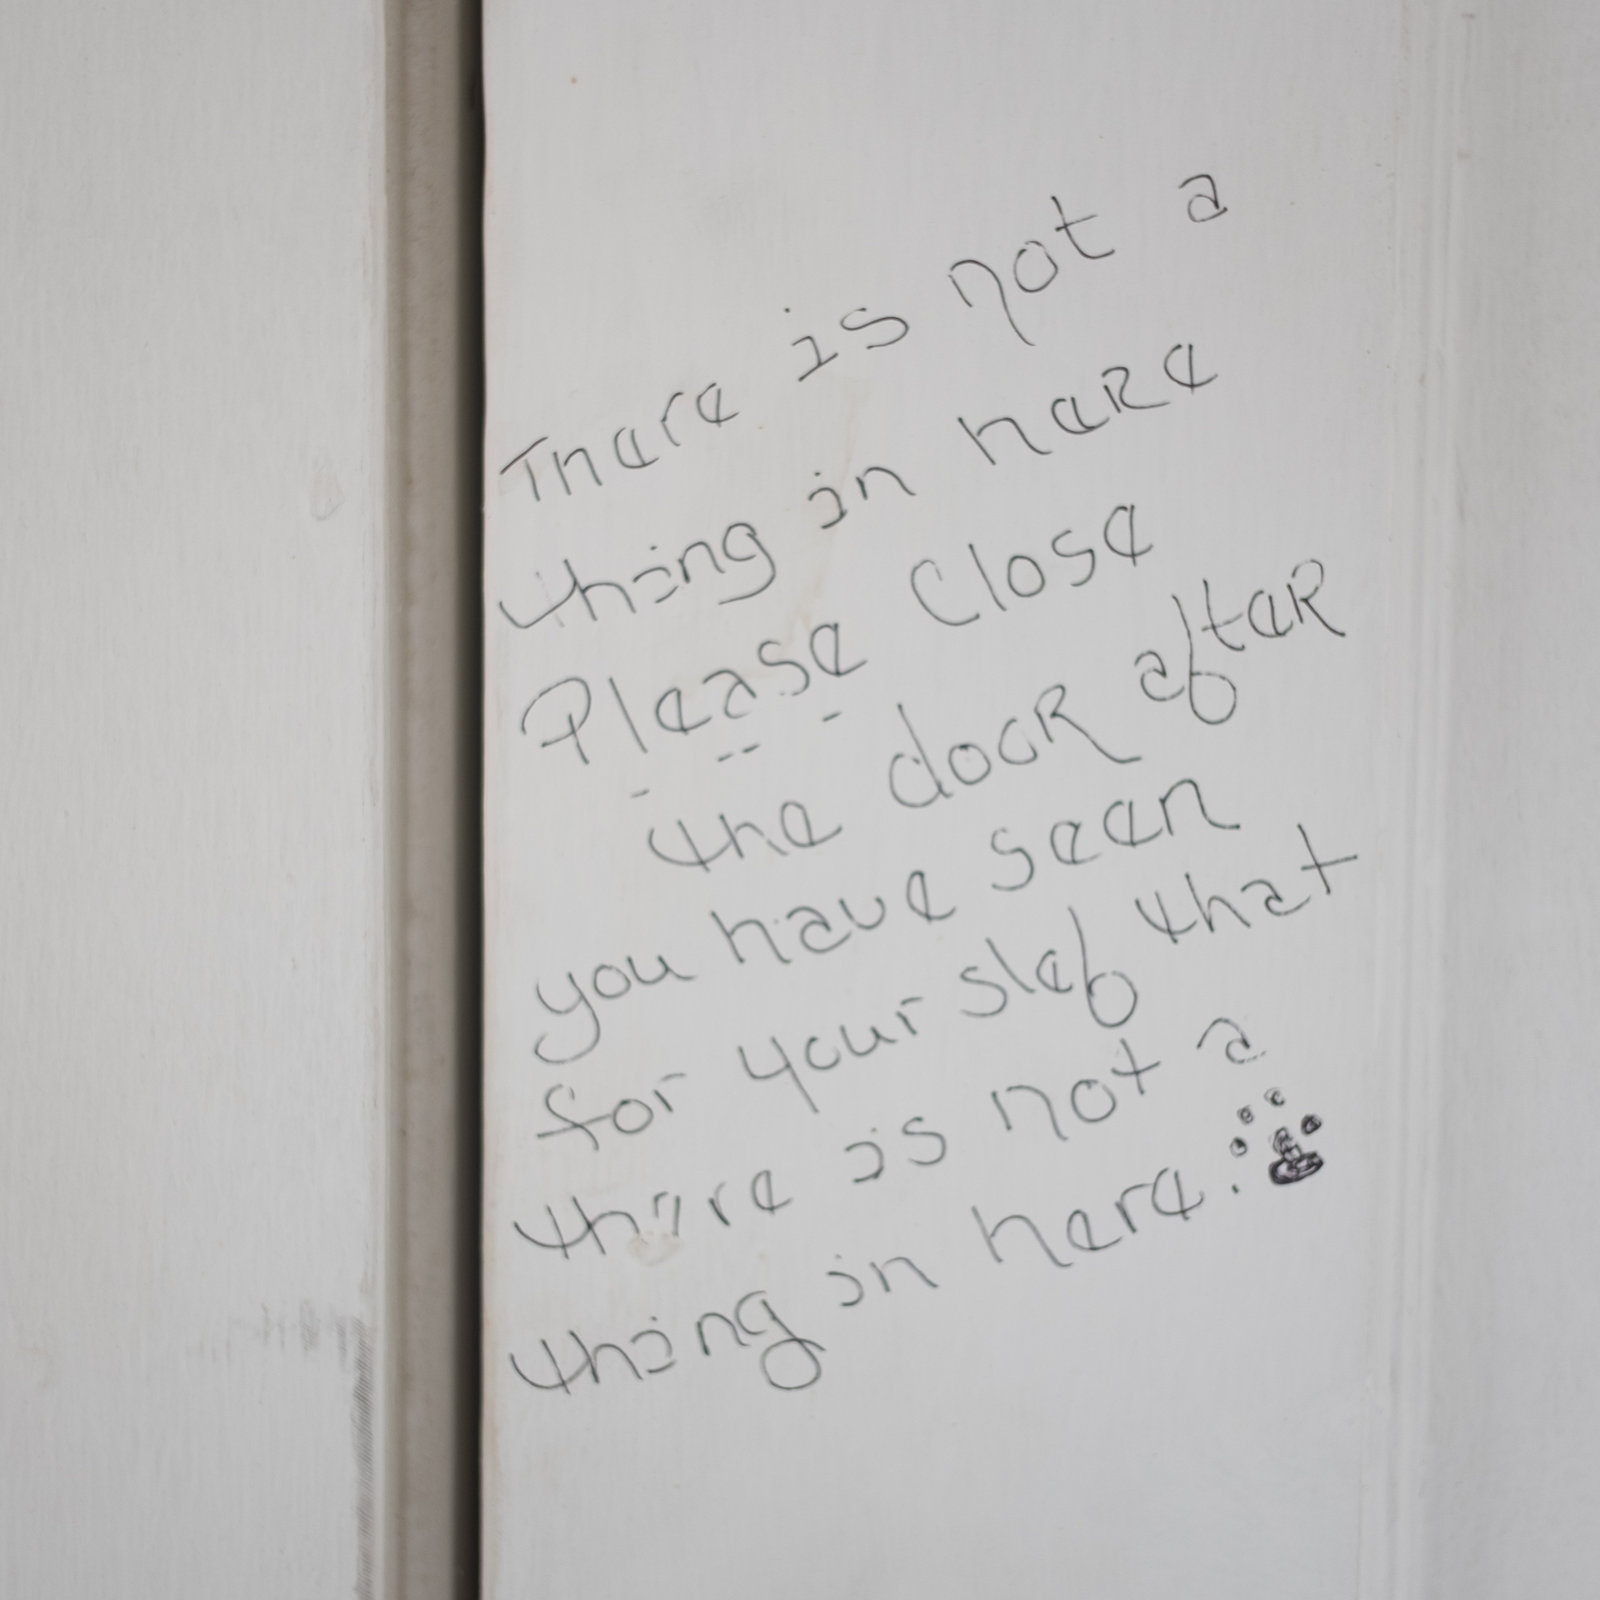 There is not a
thing in heRe
Please Close
the dooR afteR
you have seen
for your slef that
there is not a
thing in here.